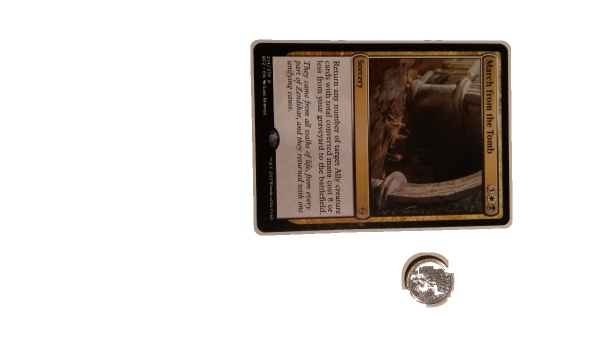 March from the Tomb
Sorcery
Return any number of target Ally creature
cards with total converted mana cost 8 or
less from your graveyard to the battlefield.
They came from all walks of life, from every
part of Zendikar, and they returned with one
unifying cause.